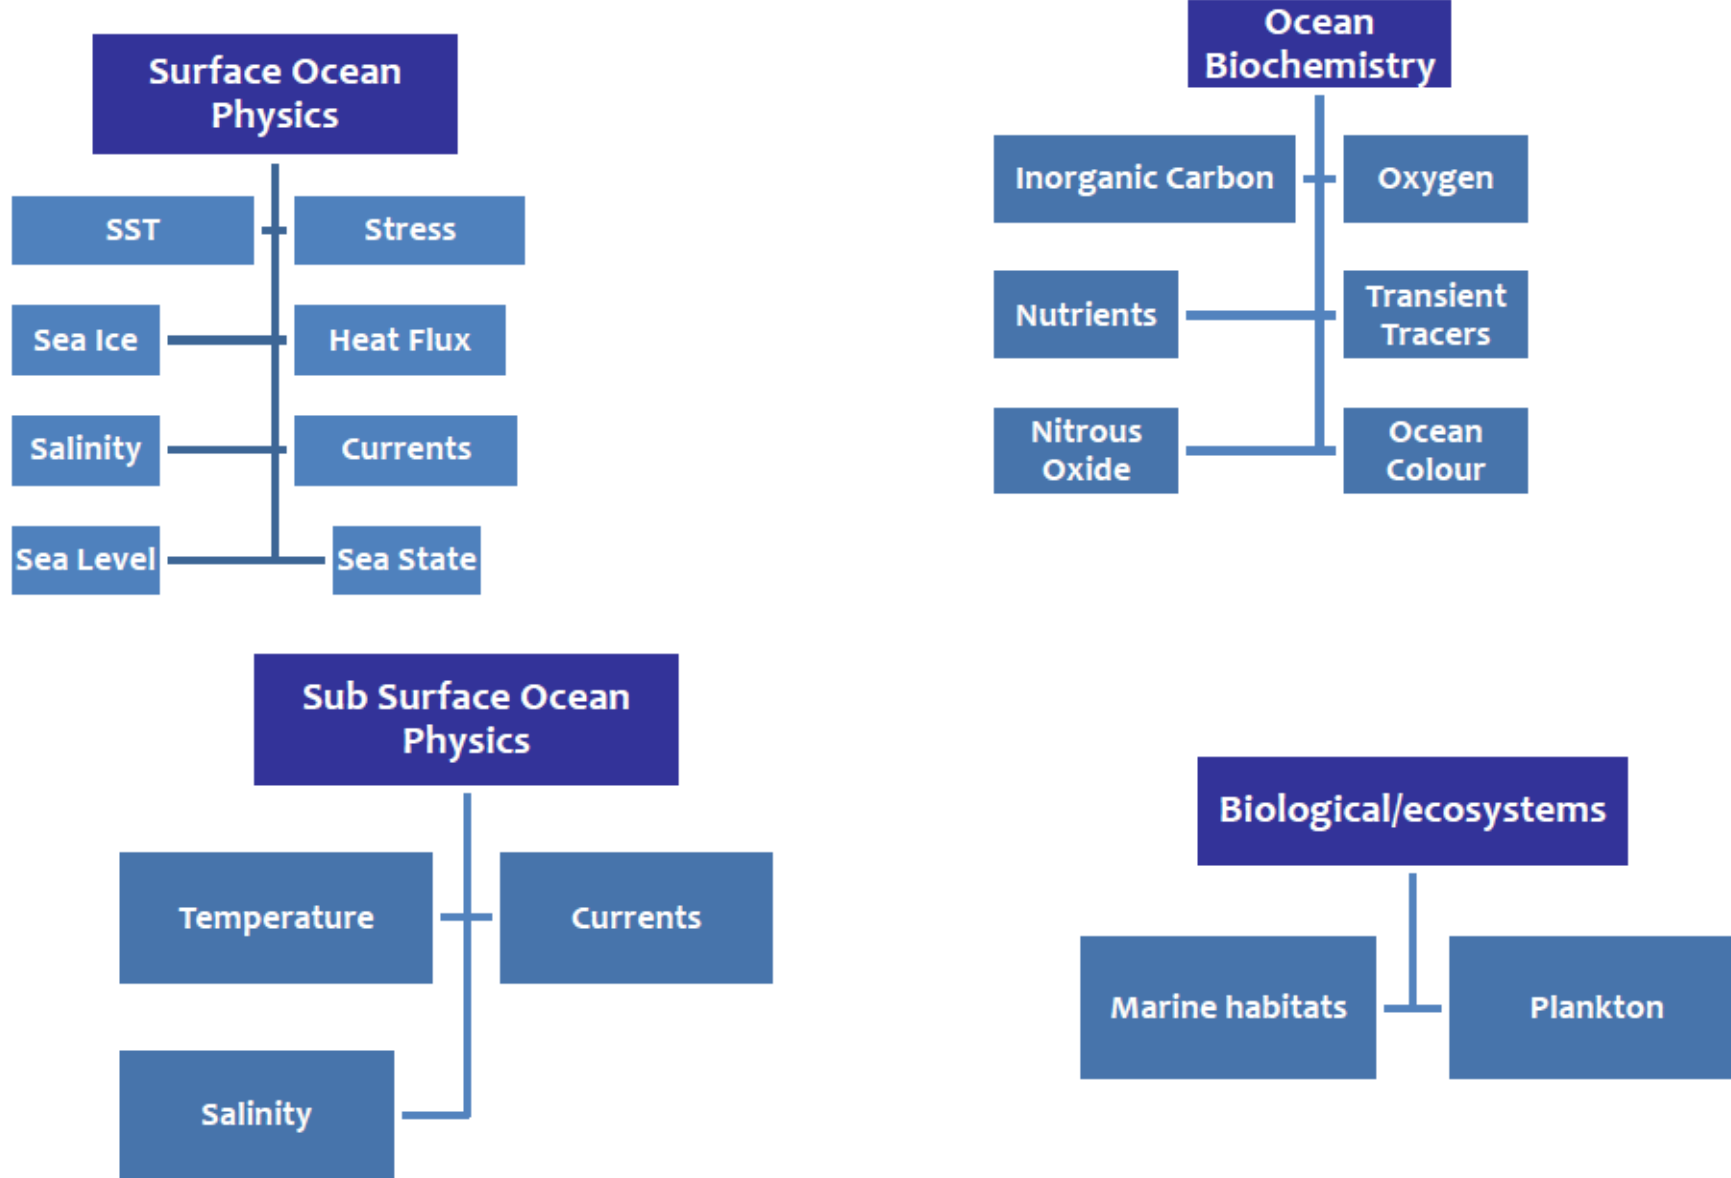 Surface Ocean
Physics
SST
Stress
Sea Ice
Heat Flux
Salinity
Currents
Sea Level
Sea State
Ocean
Biochemistry
Inorganic Carbon
Oxygen
Nutrients
Transient
Tracers
Nitrous
Oxide
Ocean
Colour
Sub Surface Ocean
Physics
Temperature
Currents
Salinity
Biological/ecosystems
Marine habitats
Plankton